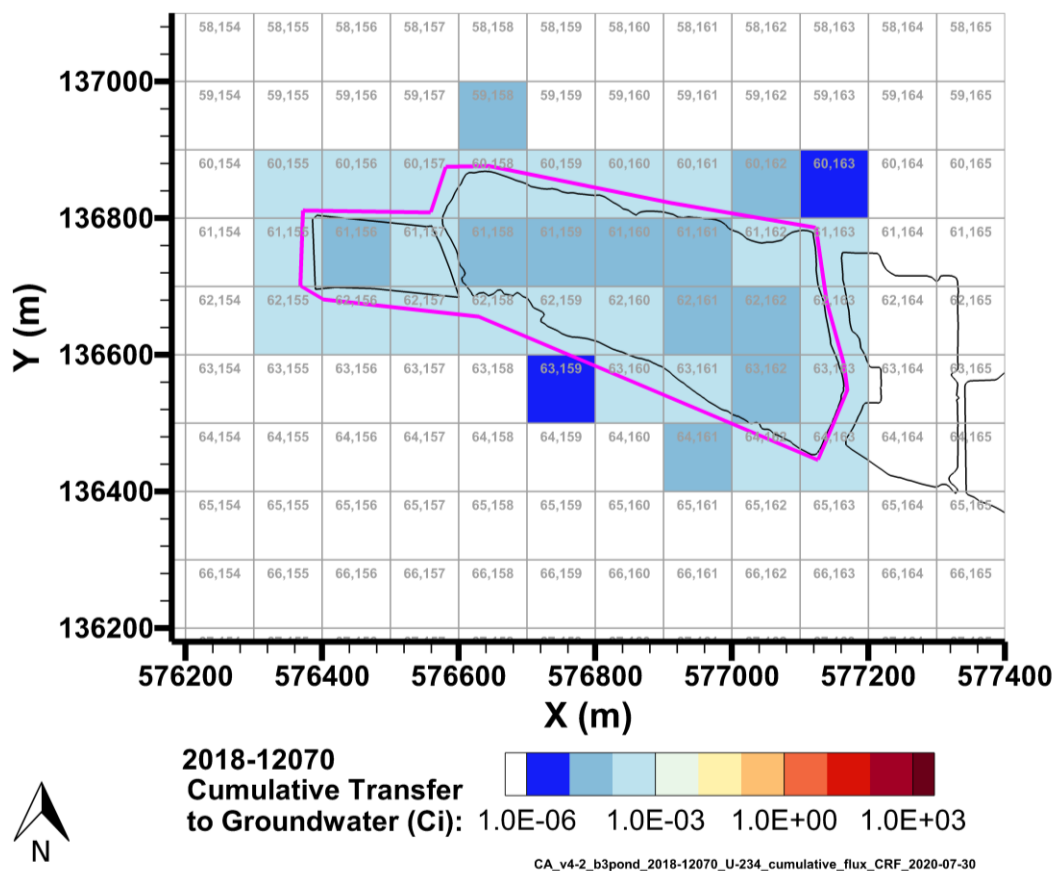 58,154 58,155 58,156 58,157 58,158 58,159 58,160 58,161 58,162 58,163 58,164 58,165
137000
59,154 59,155 59,156 59,157 59,158 59,159 59,160 59,161 59,162 59,163 59,164 59,165
60,154 60,155 60,156 60,157 60,158 60,159 60,160 60,161 60,162 60,163 60,164 60,165
136800
61,154 61,155 61,156 61,157 61,158 61,159 61,160 61,161 61,162 61,163 61,164 61,165
62,154 62,155 62,156 62,157 62,158 62,159 62,160 62,161 62,162 62,163 62,164 62,165
Y (m)
136600
63,154 63,155 63,156 63,157 63,158 63,159 63,160 63,161 63,162 63,163 63,164 63,165
64,154 64,155 64,156 64,157 64,158 64,159 64,160 64,161 64,162 64,163 64,164 64,165
136400
65,154 65,155 65,156 65,157 65,158 65,159 65,160 65,161 65,162 65,163 65,164 65,165
66,154 66,155 66,156 66,157 66,158 66,159 66,160 66,161 66,162 66,163 66,164 66,165
136200
576200 576400 576600 576800 577000 577200 577400
X (m)
2018-12070
Cumulative Transfer
to Groundwater (Ci): 1.0E-06 1.0E-03 1.0E+00 1.0E+03
N
CA_v4-2_b3pond_2018-12070_U-234_cumulative_flux_CRF_2020-07-30